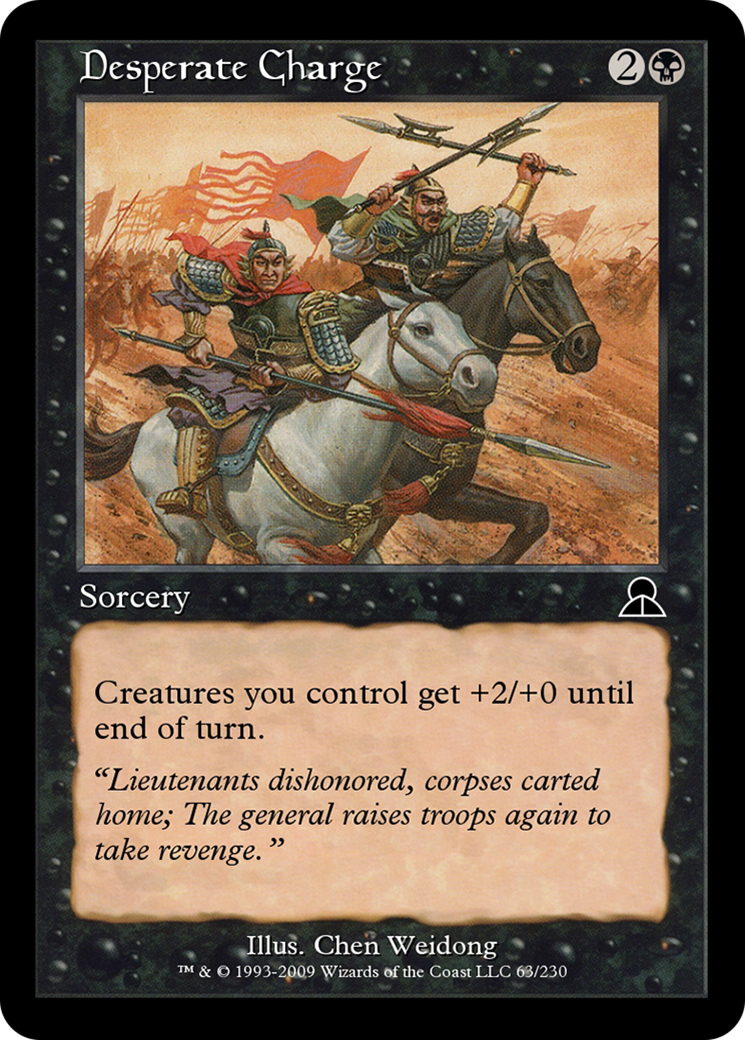 Desperate Charge 2
Sorcery
Creatures you control get +2/+0 until
end of turn.
“Lieutenants dishonored, corpses carted
home; The general raises troops again to
take revenge.”
Illus. Chen Weidong
™ & © 1993-2009 Wizards of the Coast LLC 63/230